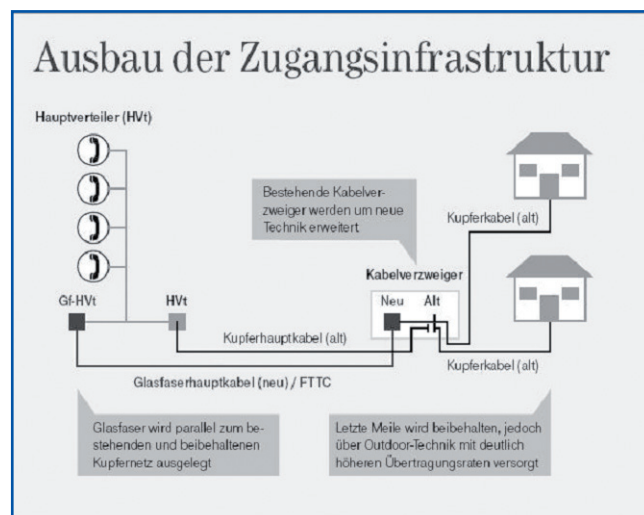 Ausbau der Zugangsinfrastruktur
Hauptverteiler (HVt)
Bestehende Kabelver-
zweiger werden um neue
Technik erweitert
Kupferkabel (alt)
Kabelverzweiger
Gf-HVt
HVt
Neu
Alt
Kupferhauptkabel (alt)
Kupferkabel (alt)
Glasfaserhauptkabel (neu) / FTTC
Glasfaser wird parallel zum be-
stehenden und beibehaltenen
Kupfernetz ausgelegt
Letzte Meile wird beibehalten, jedoch
über Outdoor-Technik mit deutlich
höheren Übertragungsraten versorgt